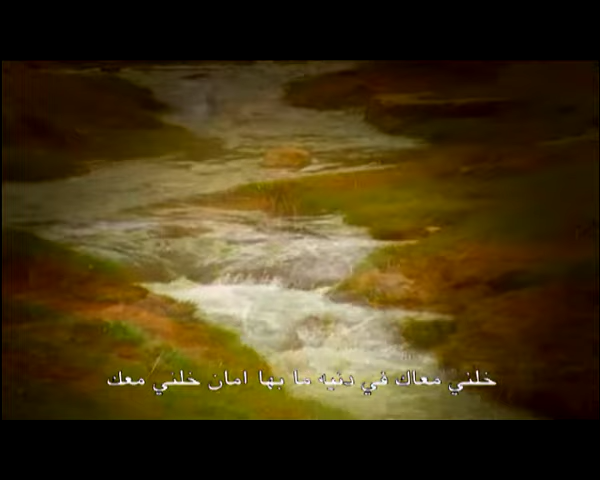 خلني معاك في دنيه ما بها امان خلني معك